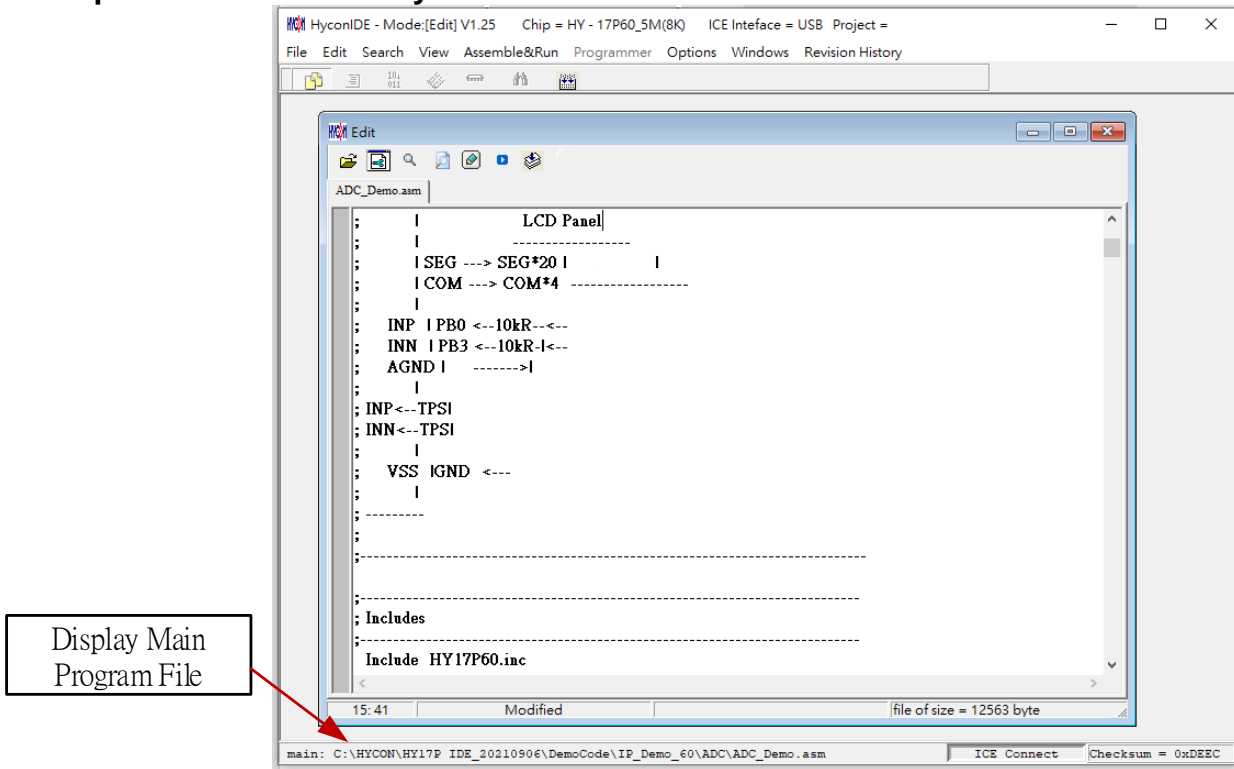 HYCON HyconIDE - Mode:[Edit] V1.25 Chip = HY - 17P60_5M(8K) ICE Inteface = USB Project =
File Edit Search View Assemble&Run Programmer Options Windows Revision History
HYCON Edit
ADC_Demo.asm
; | LCD Panel
; | ------------------
; | SEG ---> SEG*20 | |
; | COM ---> COM*4 ------------------
; |
; INP | PB0 <--10kR--<--
; INN | PB3 <--10kR-|<--
; AGND | ------->|
; |
; INP<--TPS|
; INN<--TPS|
; |
; VSS |GND <---
; |
; ---------
;
;-----------------------------------------------------------------------------
;----------------------------------------------------------------------------
; Includes
;----------------------------------------------------------------------------
Include HY17P60.inc
15: 41 Modified file of size = 12563 byte
Display Main
Program File
main: C:\HYCON\HY17P IDE_20210906\DemoCode\IP_Demo_60\ADC\ADC_Demo.asm ICE Connect Checksum = 0xDEEC